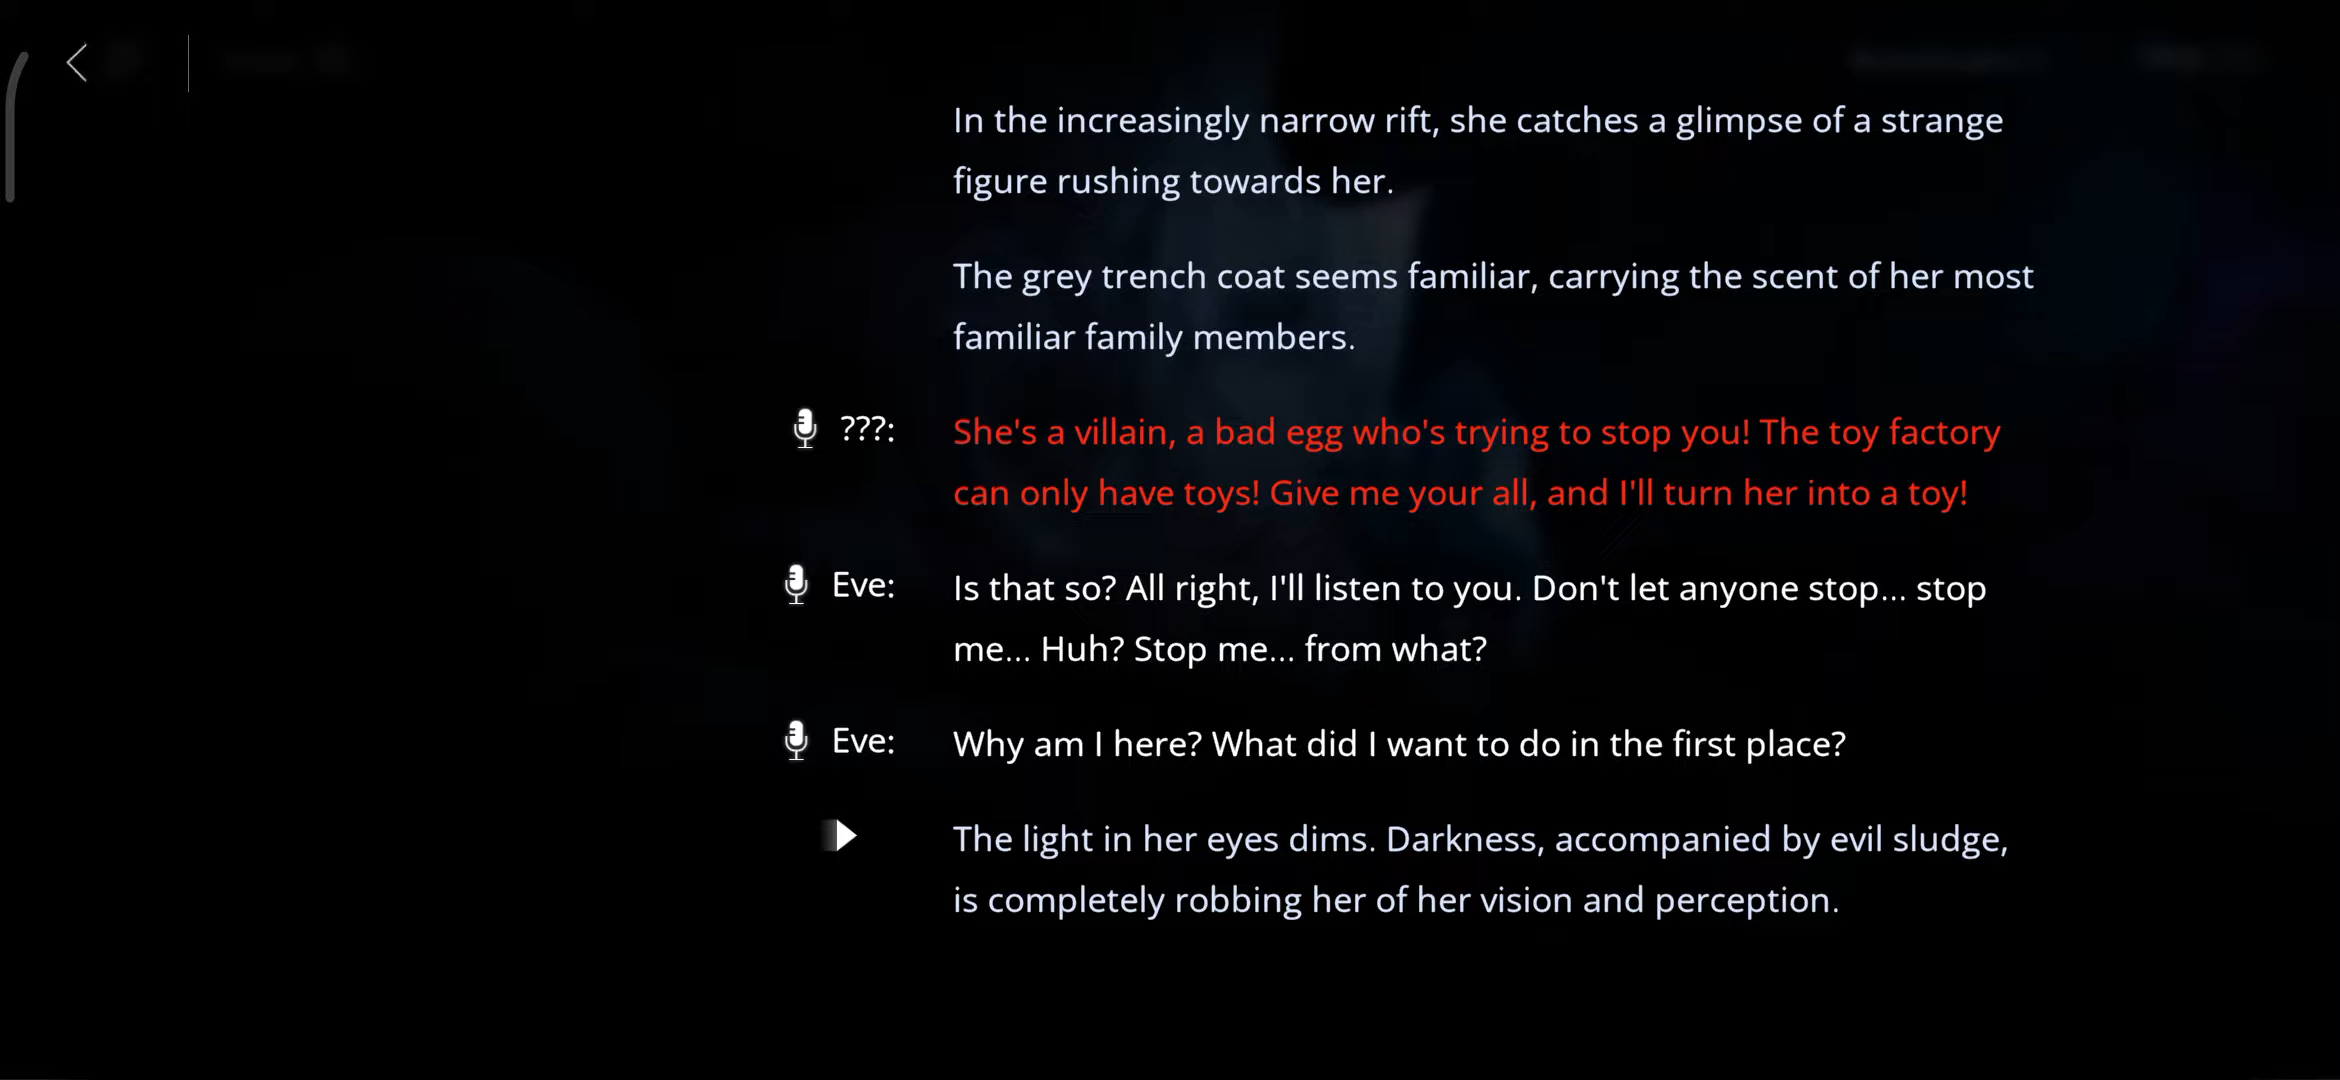 In the increasingly narrow rift, she catches a glimpse of a strange
figure rushing towards her.
The grey trench coat seems familiar, carrying the scent of her most
familiar family members.
???: She's a villain, a bad egg who's trying to stop you! The toy factory
can only have toys! Give me your all, and I'll turn her into a toy!
Eve: Is that so? All right, I'll listen to you. Don't let anyone stop... stop
me... Huh? Stop me... from what?
Eve: Why am I here? What did I want to do in the first place?
The light in her eyes dims. Darkness, accompanied by evil sludge,
is completely robbing her of her vision and perception.